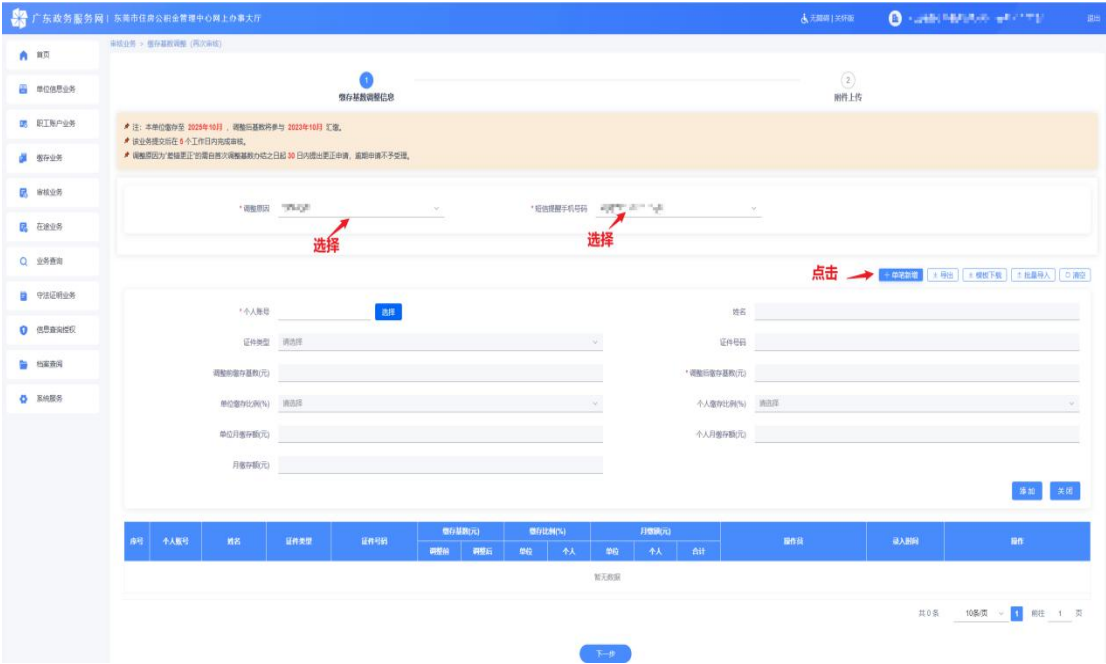 广东政务服务网 | 东莞市住房公积金管理中心网上办事大厅
无障碍 | 关怀版
退出
审核业务 > 缴存基数调整 (两次审核)
首页
单位信息业务
职工账户业务
缴存业务
审核业务
在途业务
业务查询
守法证明业务
信息查询授权
档案查阅
系统服务
1
缴存基数调整信息
2
附件上传
注：本单位缴存至 2025年10月 ，调整后基数将参与 2023年10月 汇缴。
该业务提交后在 5 个工作日内完成审核。
调整原因为'差错更正'的需自首次调整基数办结之日起 30 日内提出更正申请，逾期申请不予受理。
*调整原因
*短信提醒手机号码
选择
选择
点击
+ 单笔新增
导出
模板下载
批量导入
清空
*个人账号
选择
姓名
证件类型 请选择
证件号码
调整前缴存基数(元)
*调整后缴存基数(元)
单位缴存比例(%) 请选择
个人缴存比例(%) 请选择
单位月缴存额(元)
个人月缴存额(元)
月缴存额(元)
添加
关闭
序号 个人账号 姓名 证件类型 证件号码 缴存基数(元) 缴存比例(%) 月缴额(元) 操作员 录入时间 操作
调整前 调整后 单位 个人 单位 个人 合计
暂无数据
共 0 条 10条/页 1 前往 1 页
下一步